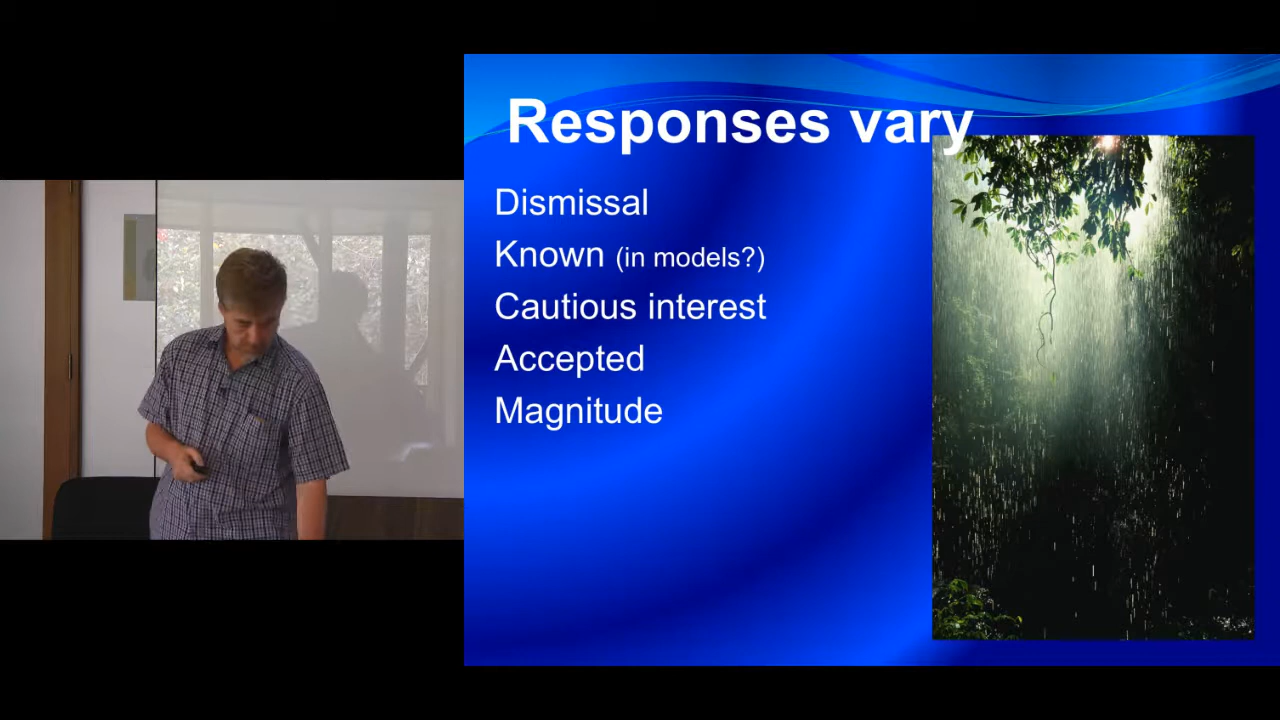 Responses vary
Dismissal
Known (in models?)
Cautious interest
Accepted
Magnitude